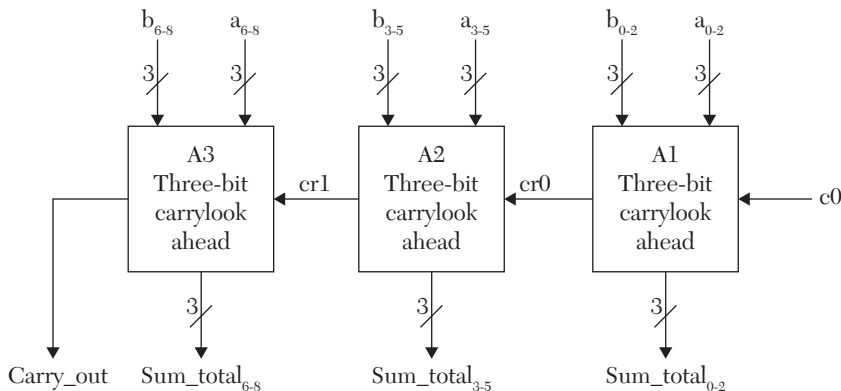 b6-8 a6-8 b3-5 a3-5 b0-2 a0-2
3 3 3 3 3 3
A3
Three-bit
carrylook
ahead
cr1
A2
Three-bit
carrylook
ahead
cr0
A1
Three-bit
carrylook
ahead
c0
3 3 3
Carry_out Sum_total6-8 Sum_total3-5 Sum_total0-2